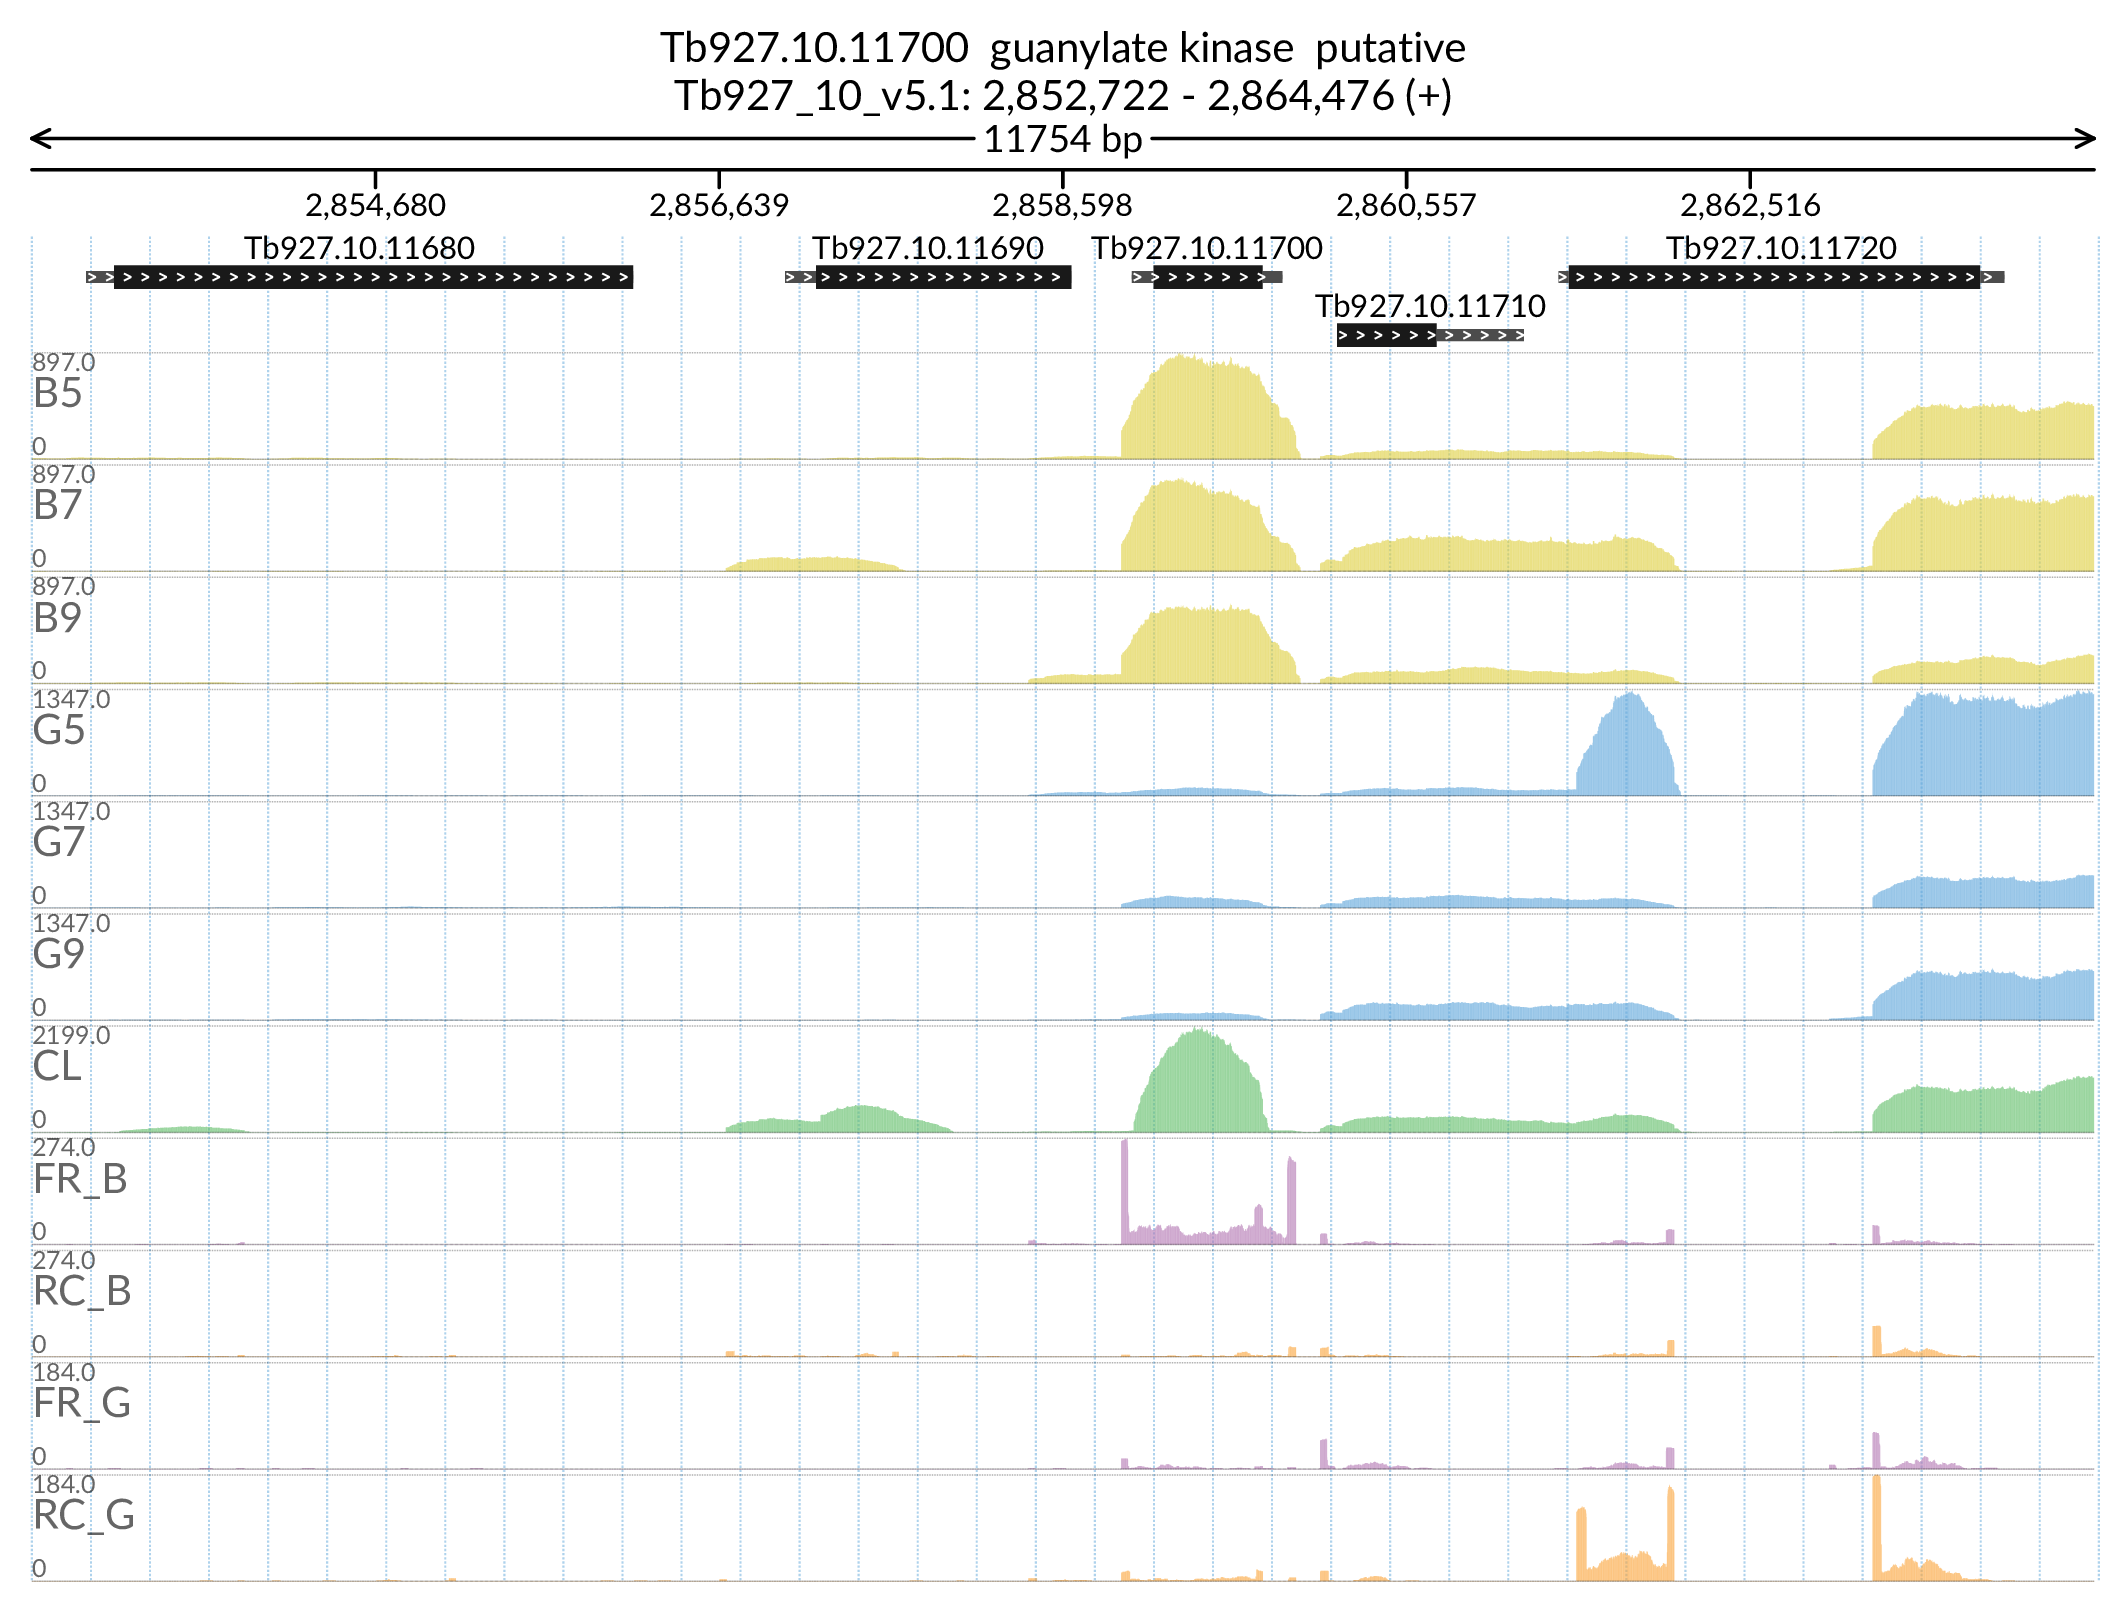 Tb927.10.11700  guanylate kinase  putative
Tb927_10_v5.1: 2,852,722 - 2,864,476 (+)
11754 bp
2,854,680 2,856,639 2,858,598 2,860,557 2,862,516
Tb927.10.11680 Tb927.10.11690 Tb927.10.11700 Tb927.10.11720
Tb927.10.11710
897.0
B5
0
897.0
B7
0
897.0
B9
0
1347.0
G5
0
1347.0
G7
0
1347.0
G9
0
2199.0
CL
0
274.0
FR_B
0
274.0
RC_B
0
184.0
FR_G
0
184.0
RC_G
0